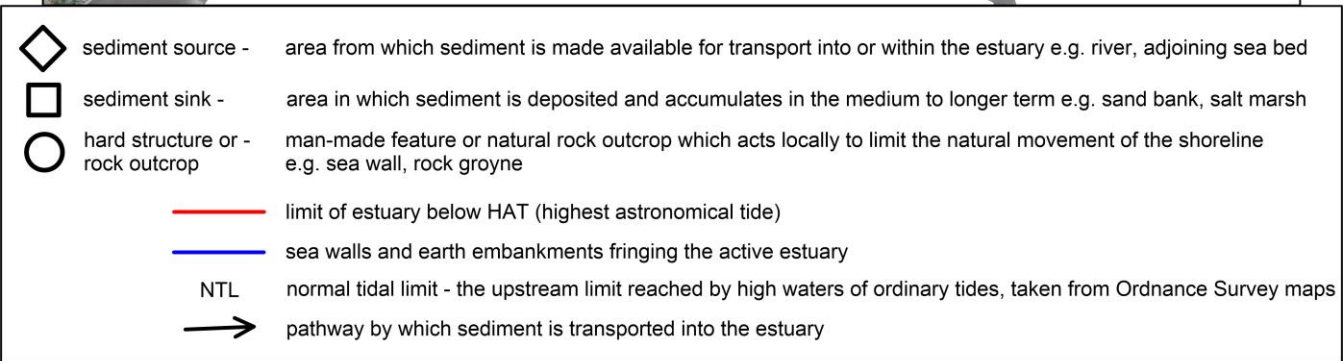 sediment source - area from which sediment is made available for transport into or within the estuary e.g. river, adjoining sea bed
sediment sink - area in which sediment is deposited and accumulates in the medium to longer term e.g. sand bank, salt marsh
hard structure or - man-made feature or natural rock outcrop which acts locally to limit the natural movement of the shoreline
rock outcrop e.g. sea wall, rock groyne
limit of estuary below HAT (highest astronomical tide)
sea walls and earth embankments fringing the active estuary
NTL normal tidal limit - the upstream limit reached by high waters of ordinary tides, taken from Ordnance Survey maps
pathway by which sediment is transported into the estuary